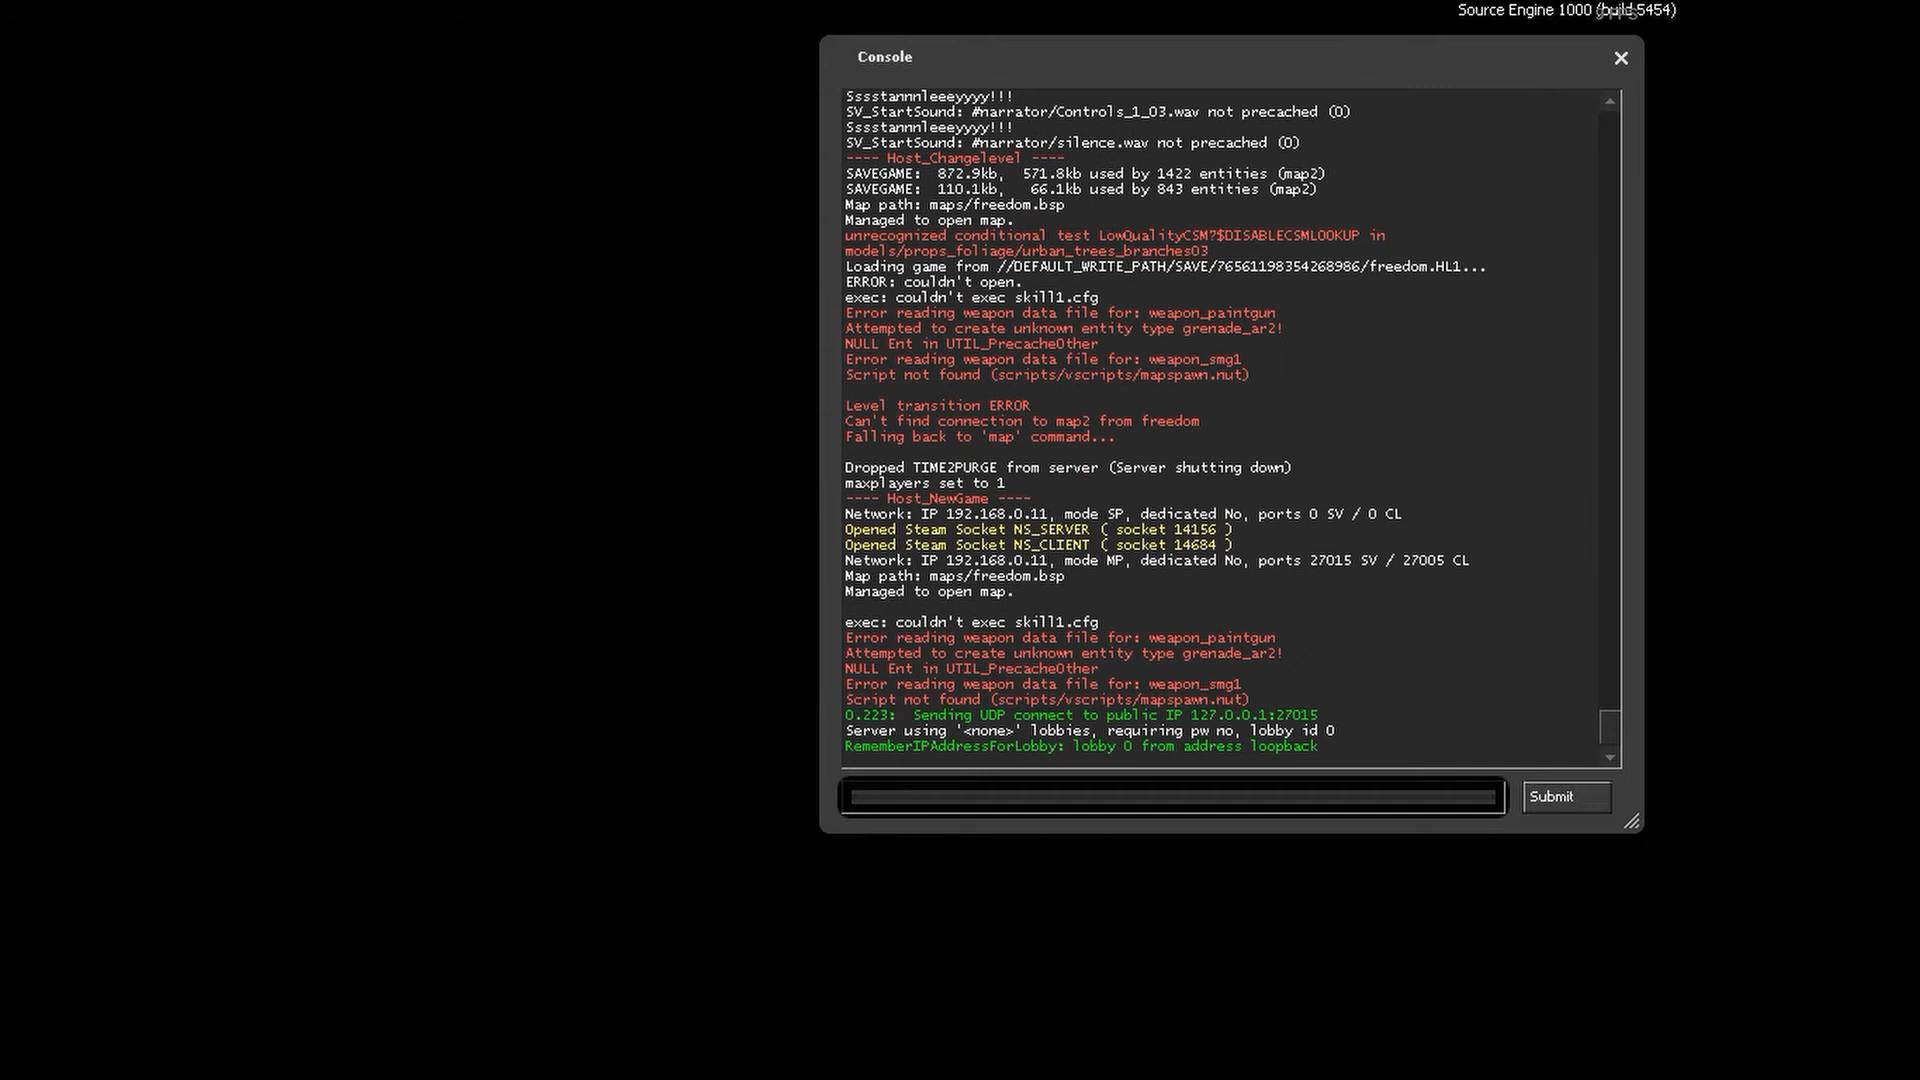 Source Engine 1000 (build 5454)
Console
Sssstannnleeeyyyy!!!
SV_StartSound: #narrator/Controls_1_03.wav not precached (0)
Sssstannnleeeyyyy!!!
SV_StartSound: #narrator/silence.wav not precached (0)
---- Host_Changelevel ----
SAVEGAME:  872.9kb,  571.8kb used by 1422 entities (map2)
SAVEGAME:  110.1kb,   66.1kb used by 843 entities (map2)
Map path: maps/freedom.bsp
Managed to open map.
unrecognized conditional test LowQualityCSM?$DISABLECSMLOOKUP in
models/props_foliage/urban_trees_branches03
Loading game from //DEFAULT_WRITE_PATH/SAVE/76561198354268986/freedom.HL1...
ERROR: couldn't open.
exec: couldn't exec skill1.cfg
Error reading weapon data file for: weapon_paintgun
Attempted to create unknown entity type grenade_ar2!
NULL Ent in UTIL_PrecacheOther
Error reading weapon data file for: weapon_smg1
Script not found (scripts/vscripts/mapspawn.nut)
Level transition ERROR
Can't find connection to map2 from freedom
Falling back to 'map' command...
Dropped TIME2PURGE from server (Server shutting down)
maxplayers set to 1
---- Host_NewGame ----
Network: IP 192.168.0.11, mode SP, dedicated No, ports 0 SV / 0 CL
Opened Steam Socket NS_SERVER ( socket 14156 )
Opened Steam Socket NS_CLIENT ( socket 14684 )
Network: IP 192.168.0.11, mode MP, dedicated No, ports 27015 SV / 27005 CL
Map path: maps/freedom.bsp
Managed to open map.
exec: couldn't exec skill1.cfg
Error reading weapon data file for: weapon_paintgun
Attempted to create unknown entity type grenade_ar2!
NULL Ent in UTIL_PrecacheOther
Error reading weapon data file for: weapon_smg1
Script not found (scripts/vscripts/mapspawn.nut)
0.223:  Sending UDP connect to public IP 127.0.0.1:27015
Server using '<none>' lobbies, requiring pw no, lobby id 0
RememberIPAddressForLobby: lobby 0 from address loopback
Submit